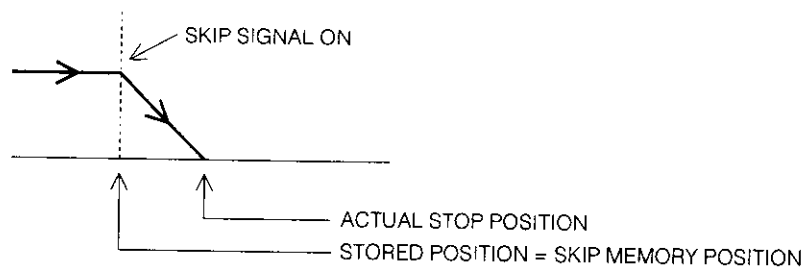 SKIP SIGNAL ON
ACTUAL STOP POSITION
STORED POSITION = SKIP MEMORY POSITION